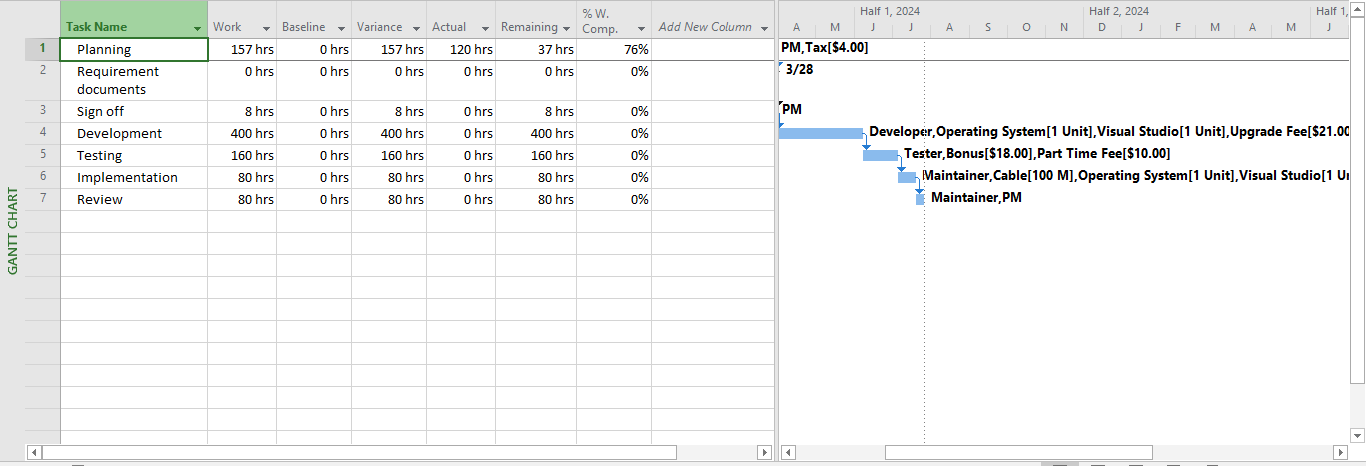 Task Name Work Baseline Variance Actual Remaining % W. Comp. Add New Column
1 Planning 157 hrs 0 hrs 157 hrs 120 hrs 37 hrs 76%
2 Requirement documents 0 hrs 0 hrs 0 hrs 0 hrs 0 hrs 0%
3 Sign off 8 hrs 0 hrs 8 hrs 0 hrs 8 hrs 0%
4 Development 400 hrs 0 hrs 400 hrs 0 hrs 400 hrs 0%
5 Testing 160 hrs 0 hrs 160 hrs 0 hrs 160 hrs 0%
6 Implementation 80 hrs 0 hrs 80 hrs 0 hrs 80 hrs 0%
7 Review 80 hrs 0 hrs 80 hrs 0 hrs 80 hrs 0%
GANTT CHART
Half 1, 2024 Half 2, 2024 Half 1,
A M J J A S O N D J F M A M J
PM,Tax[$4.00]
3/28
PM
Developer,Operating System[1 Unit],Visual Studio[1 Unit],Upgrade Fee[$21.00
Tester,Bonus[$18.00],Part Time Fee[$10.00]
Maintainer,Cable[100 M],Operating System[1 Unit],Visual Studio[1 Un
Maintainer,PM